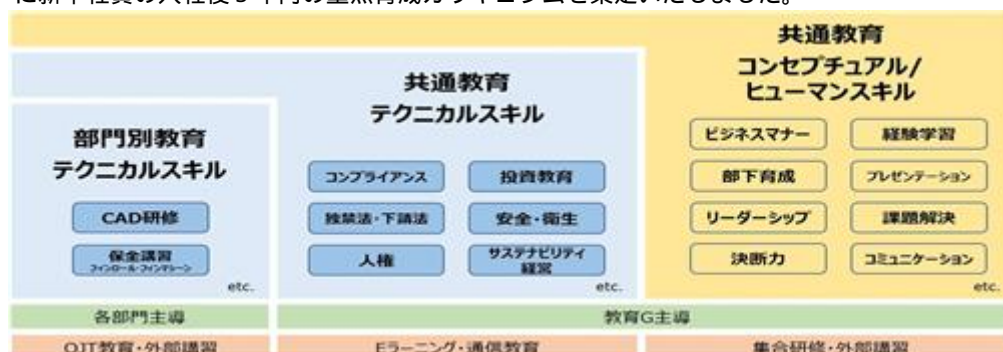 に新卒社員の入社後3年間の重点育成カリキュラムを策定いたしました。
共通教育
コンセプチュアル/
ヒューマンスキル
共通教育
テクニカルスキル
部門別教育
テクニカルスキル
ビジネスマナー
経験学習
部下育成
プレゼンテーション
リーダーシップ
課題解決
決断力
コミュニケーション
etc.
コンプライアンス
投資教育
独禁法・下請法
安全・衛生
人権
サステナビリティ
経営
etc.
CAD研修
保全講習
etc.
各部門主導
教育G主導
OJT教育・外部講習
Eラーニング・通信教育
集合研修・外部講習